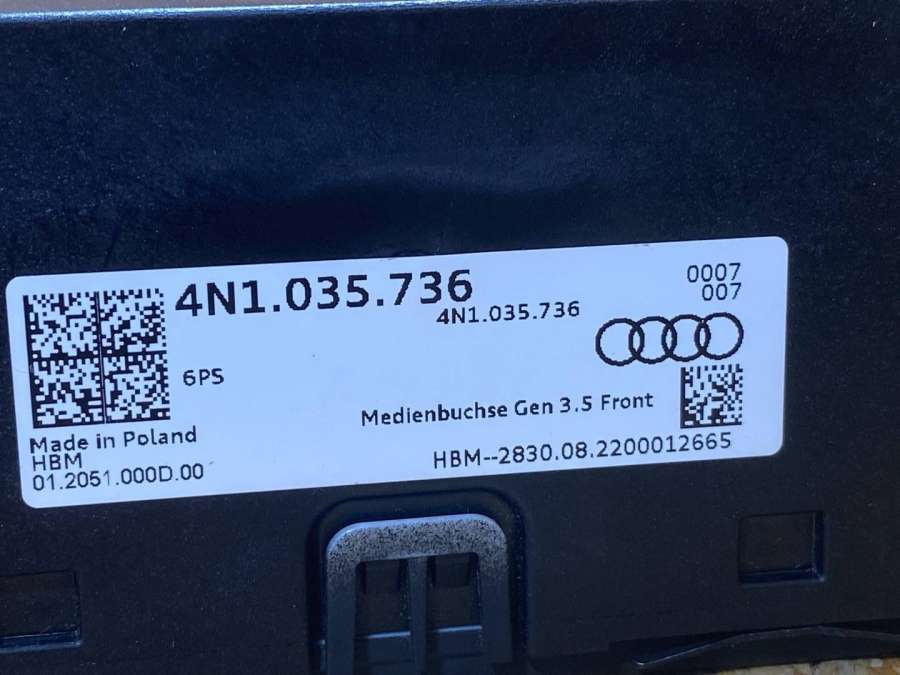 4N1.035.736
4N1.035.736
0007
007
6PS
Medienbuchse Gen 3.5 Front
Made in Poland
HBM
01.2051.000D.00
HBM--2830.08.2200012665